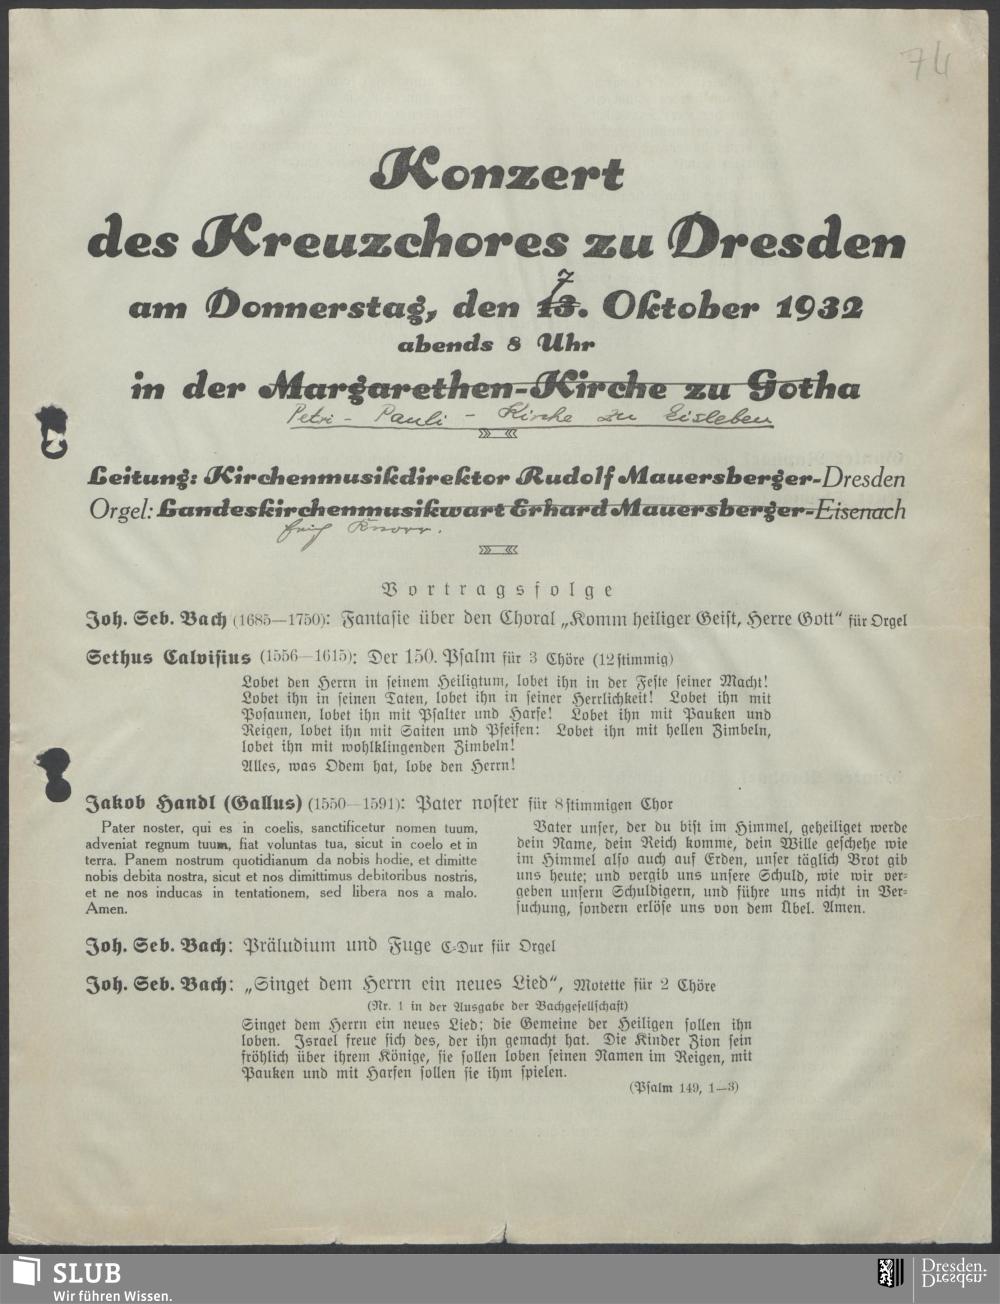 74
Konzert
des Kreuzchores zu Dresden
7
am Donnerstag, den 13. Oktober 1932
abends 8 Uhr
in der Margarethen-Kirche zu Gotha
Petri - Pauli - Kirche zu Eisleben
Leitung: Kirchenmusikdirektor Rudolf Mauersberger-Dresden
Orgel: Landeskirchenmusikwart Erhard Mauersberger-Eisenach
Erich Knorr.
Vortragsfolge
Joh. Seb. Bach (1685—1750): Fantasie über den Choral „Komm heiliger Geist, Herre Gott“ für Orgel
Sethus Calvisius (1556—1615): Der 150. Psalm für 3 Chöre (12stimmig)
Lobet den Herrn in seinem Heiligtum, lobet ihn in der Feste seiner Macht!
Lobet ihn in seinen Taten, lobet ihn in seiner Herrlichkeit! Lobet ihn mit
Posaunen, lobet ihn mit Psalter und Harfe! Lobet ihn mit Pauken und
Reigen, lobet ihn mit Saiten und Pfeifen: Lobet ihn mit hellen Zimbeln,
lobet ihn mit wohlklingenden Zimbeln!
Alles, was Odem hat, lobe den Herrn!
Jakob Handl (Gallus) (1550—1591): Pater noster für 8stimmigen Chor
Pater noster, qui es in coelis, sanctificetur nomen tuum,
adveniat regnum tuum, fiat voluntas tua, sicut in coelo et in
terra. Panem nostrum quotidianum da nobis hodie, et dimitte
nobis debita nostra, sicut et nos dimittimus debitoribus nostris,
et ne nos inducas in tentationem, sed libera nos a malo.
Amen.
Vater unser, der du bist im Himmel, geheiliget werde
dein Name, dein Reich komme, dein Wille geschehe wie
im Himmel also auch auf Erden, unser täglich Brot gib
uns heute; und vergib uns unsere Schuld, wie wir ver-
geben unsern Schuldigern, und führe uns nicht in Ver-
suchung, sondern erlöse uns von dem Übel. Amen.
Joh. Seb. Bach: Präludium und Fuge C-Dur für Orgel
Joh. Seb. Bach: „Singet dem Herrn ein neues Lied“, Motette für 2 Chöre
(Nr. 1 in der Ausgabe der Bachgesellschaft)
Singet dem Herrn ein neues Lied; die Gemeine der Heiligen sollen ihn
loben. Israel freue sich des, der ihn gemacht hat. Die Kinder Zion sein
fröhlich über ihrem Könige, sie sollen loben seinen Namen im Reigen, mit
Pauken und mit Harfen sollen sie ihm spielen.
(Psalm 149, 1—3)
SLUB
Wir führen Wissen.
Dresden.
Dresden.